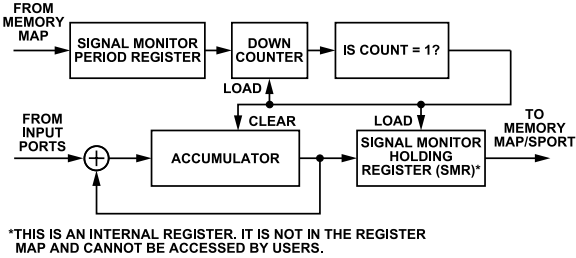 FROM
MEMORY
MAP
SIGNAL MONITOR
PERIOD REGISTER
DOWN
COUNTER
IS COUNT = 1?
LOAD
CLEAR
LOAD
FROM
INPUT
PORTS
+
ACCUMULATOR
SIGNAL MONITOR
HOLDING
REGISTER (SMR)*
TO
MEMORY
MAP/SPORT
*THIS IS AN INTERNAL REGISTER. IT IS NOT IN THE REGISTER
MAP AND CANNOT BE ACCESSED BY USERS.